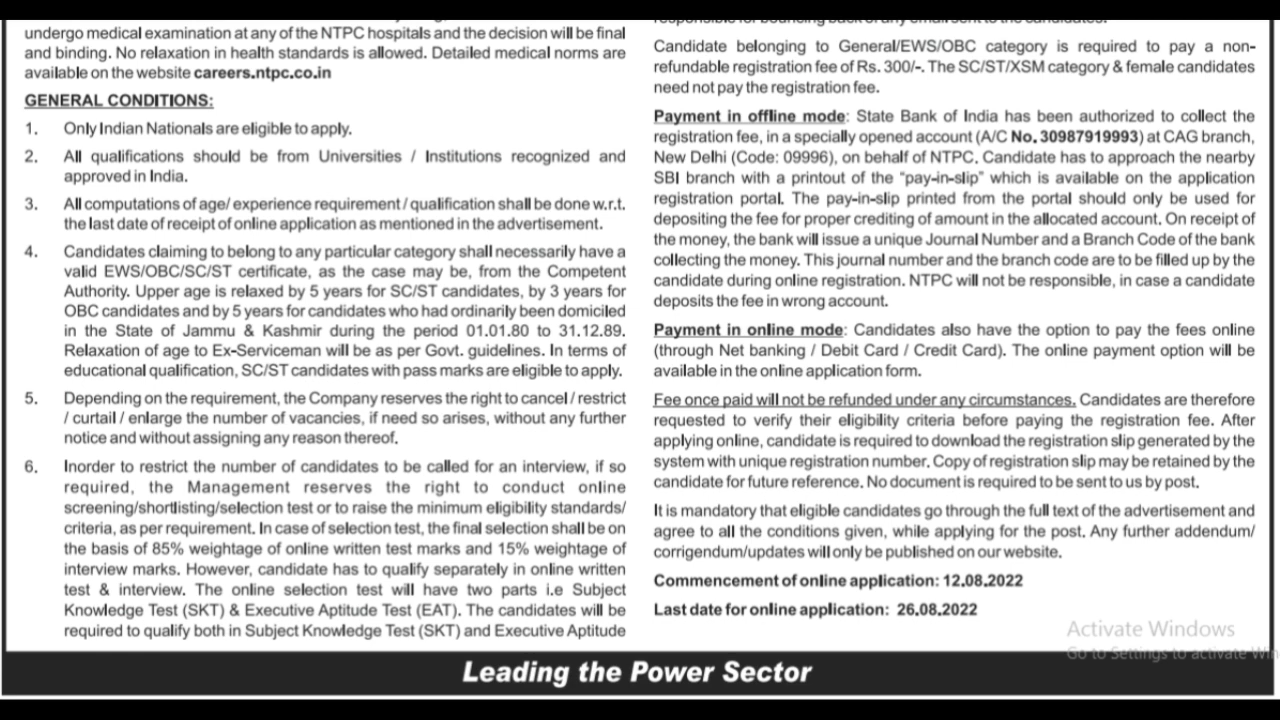 undergo medical examination at any of the NTPC hospitals and the decision will be final
and binding. No relaxation in health standards is allowed. Detailed medical norms are
available on the website careers.ntpc.co.in
GENERAL CONDITIONS:
1. Only Indian Nationals are eligible to apply.
2. All qualifications should be from Universities / Institutions recognized and
approved in India.
3. All computations of age/ experience requirement / qualification shall be done w.r.t.
the last date of receipt of online application as mentioned in the advertisement.
4. Candidates claiming to belong to any particular category shall necessarily have a
valid EWS/OBC/SC/ST certificate, as the case may be, from the Competent
Authority. Upper age is relaxed by 5 years for SC/ST candidates, by 3 years for
OBC candidates and by 5 years for candidates who had ordinarily been domiciled
in the State of Jammu & Kashmir during the period 01.01.80 to 31.12.89.
Relaxation of age to Ex-Serviceman will be as per Govt. guidelines. In terms of
educational qualification, SC/ST candidates with pass marks are eligible to apply.
5. Depending on the requirement, the Company reserves the right to cancel / restrict
/ curtail / enlarge the number of vacancies, if need so arises, without any further
notice and without assigning any reason thereof.
6. Inorder to restrict the number of candidates to be called for an interview, if so
required, the Management reserves the right to conduct online
screening/shortlisting/selection test or to raise the minimum eligibility standards/
criteria, as per requirement. In case of selection test, the final selection shall be on
the basis of 85% weightage of online written test marks and 15% weightage of
interview marks. However, candidate has to qualify separately in online written
test & interview. The online selection test will have two parts i.e Subject
Knowledge Test (SKT) & Executive Aptitude Test (EAT). The candidates will be
required to qualify both in Subject Knowledge Test (SKT) and Executive Aptitude
responsible for bouncing back of any email sent to the candidates.
Candidate belonging to General/EWS/OBC category is required to pay a non-
refundable registration fee of Rs. 300/-. The SC/ST/XSM category & female candidates
need not pay the registration fee.
Payment in offline mode: State Bank of India has been authorized to collect the
registration fee, in a specially opened account (A/C No. 30987919993) at CAG branch,
New Delhi (Code: 09996), on behalf of NTPC. Candidate has to approach the nearby
SBI branch with a printout of the "pay-in-slip" which is available on the application
registration portal. The pay-in-slip printed from the portal should only be used for
depositing the fee for proper crediting of amount in the allocated account. On receipt of
the money, the bank will issue a unique Journal Number and a Branch Code of the bank
collecting the money. This journal number and the branch code are to be filled up by the
candidate during online registration. NTPC will not be responsible, in case a candidate
deposits the fee in wrong account.
Payment in online mode: Candidates also have the option to pay the fees online
(through Net banking / Debit Card / Credit Card). The online payment option will be
available in the online application form.
Fee once paid will not be refunded under any circumstances. Candidates are therefore
requested to verify their eligibility criteria before paying the registration fee. After
applying online, candidate is required to download the registration slip generated by the
system with unique registration number. Copy of registration slip may be retained by the
candidate for future reference. No document is required to be sent to us by post.
It is mandatory that eligible candidates go through the full text of the advertisement and
agree to all the conditions given, while applying for the post. Any further addendum/
corrigendum/updates will only be published on our website.
Commencement of online application: 12.08.2022
Last date for online application: 26.08.2022
Activate Windows
Go to Settings to activate Win
Leading the Power Sector